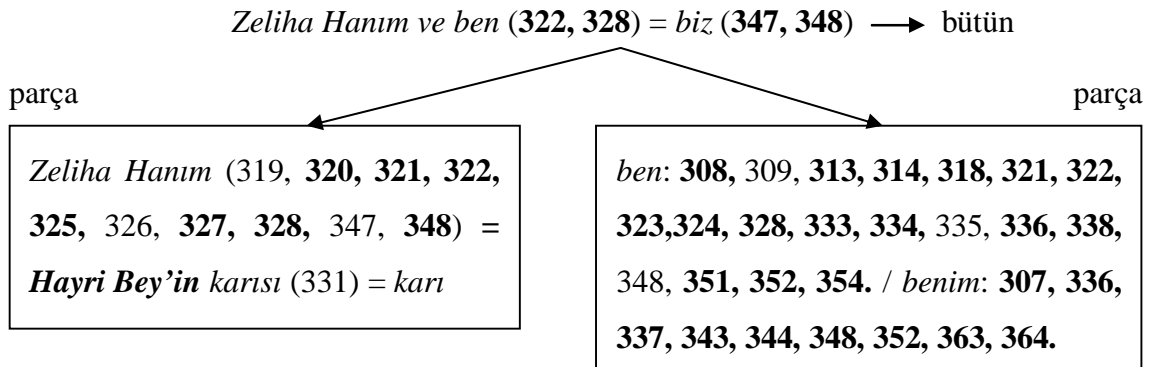 Zeliha Hanım ve ben (322, 328) = biz (347, 348) → bütün
parça
parça
Zeliha Hanım (319, 320, 321, 322,
325, 326, 327, 328, 347, 348) =
Hayri Bey’in karısı (331) = karı
ben: 308, 309, 313, 314, 318, 321, 322,
323,324, 328, 333, 334, 335, 336, 338,
348, 351, 352, 354. / benim: 307, 336,
337, 343, 344, 348, 352, 363, 364.